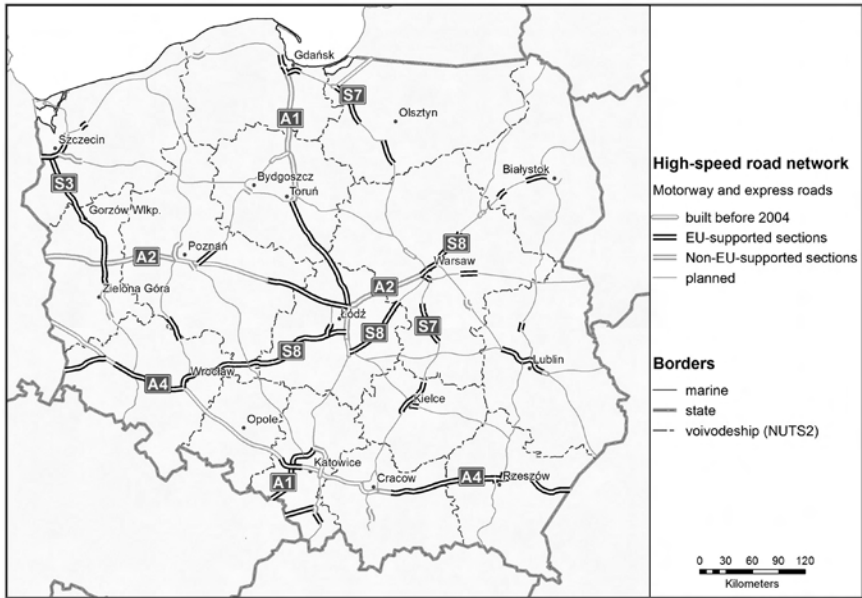 Gdańsk
S7
Olsztyn
A1
Szczecin
Białystok
Bydgoszcz
Toruń
S3
Gorzów Wlkp.
Poznań
S8
A2
Warsaw
A2
Zielona Góra
Łódź
S8
S7
S8
Lublin
Wrocław
A4
Kielce
Opole
Katowice
A1
Cracow
A4
Rzeszów
High-speed road network
Motorway and express roads
built before 2004
EU-supported sections
Non-EU-supported sections
planned
Borders
marine
state
voivodeship (NUTS2)
0 30 60 90 120
Kilometers